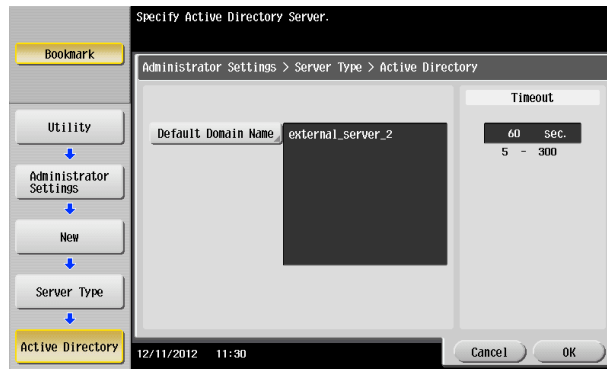 Specify Active Directory Server.
Bookmark
Administrator Settings > Server Type > Active Directory
Timeout
Utility
Default Domain Name
external_server_2
60 sec.
5 - 300
Administrator
Settings
New
Server Type
Active Directory
12/11/2012 11:30
Cancel
OK